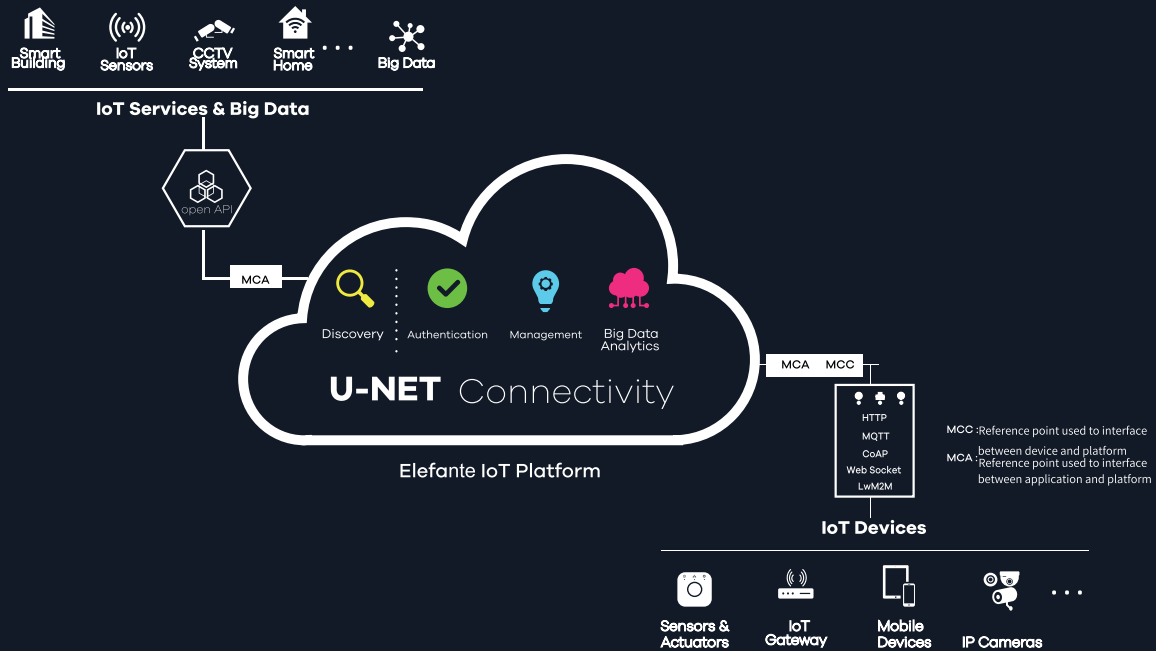 Smart
Building
IoT
Sensors
CCTV
System
Smart
Home
...
Big Data
IoT Services & Big Data
open API
MCA
Discovery
Authentication
Management
Big Data
Analytics
U-NET Connectivity
Elefante IoT Platform
MCA MCC
HTTP
MQTT
CoAP
Web Socket
LwM2M
MCC : Reference point used to interface
between device and platform
MCA : Reference point used to interface
between application and platform
IoT Devices
Sensors &
Actuators
IoT
Gateway
Mobile
Devices
IP Cameras
...